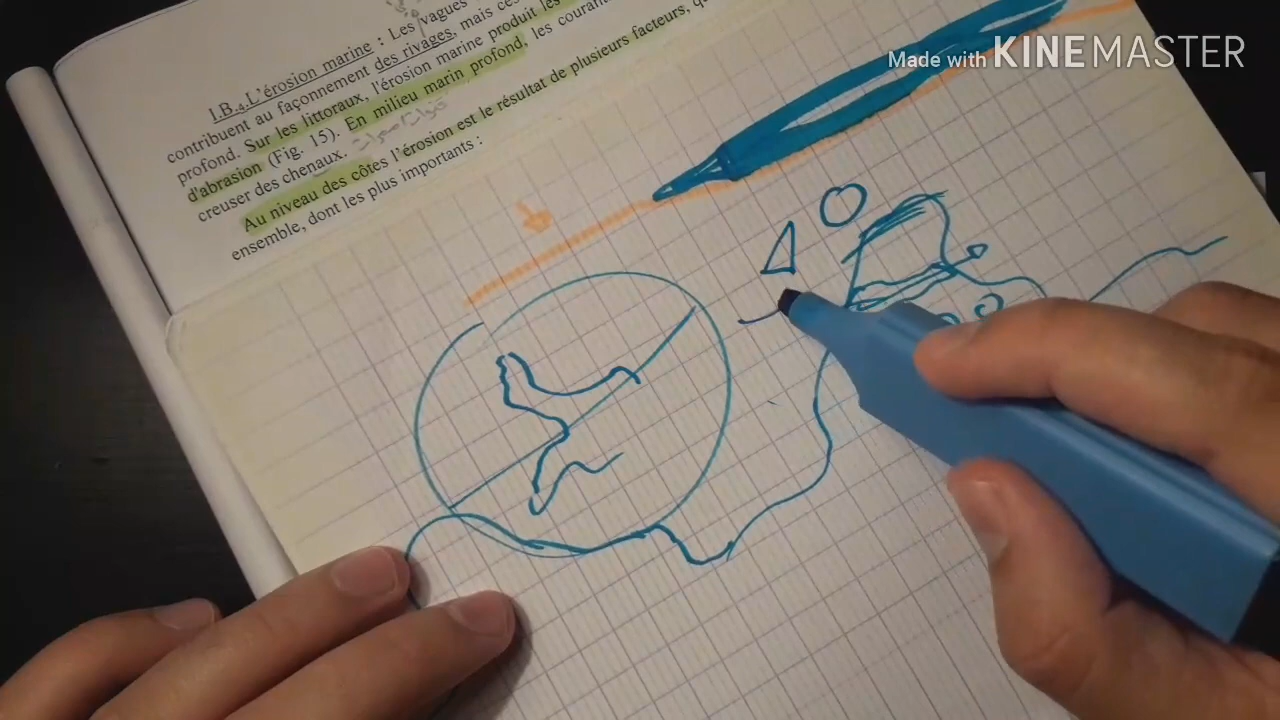 I.B.4.L'érosion marine : Les vagues
contribuent au façonnement des rivages, mais ces
profond. Sur les littoraux, l'érosion marine produit les
d'abrasion (Fig. 15). En milieu marin profond, les courants
creuser des chenaux.
Au niveau des côtes l'érosion est le résultat de plusieurs facteurs,
ensemble, dont les plus importants :
Made with KINEMASTER